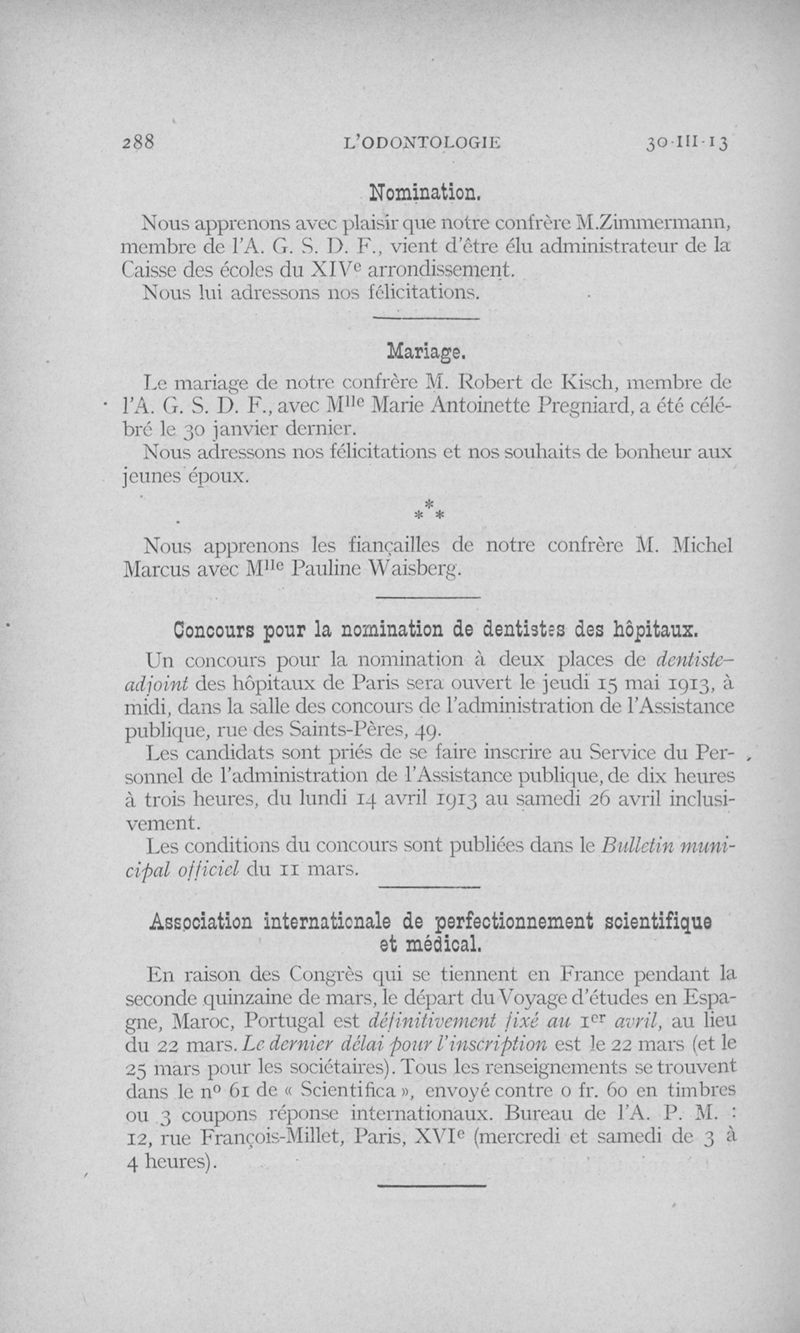 288 L'ODONTOLOGIE 30-III-13
Nomination.
Nous apprenons avec plaisir que notre confrère M. Zimmermann,
membre de l'A. G. S. D. F., vient d'être élu administrateur de la
Caisse des écoles du XIVe arrondissement.
Nous lui adressons nos félicitations.
Mariage.
Le mariage de notre confrère M. Robert de Kisch, membre de
l'A. G. S. D. F., avec Mlle Marie Antoinette Pregniard, a été célé-
bré le 30 janvier dernier.
Nous adressons nos félicitations et nos souhaits de bonheur aux
jeunes époux.
*
* *
Nous apprenons les fiançailles de notre confrère M. Michel
Marcus avec Mlle Pauline Waisberg.
Concours pour la nomination de dentistes des hôpitaux.
Un concours pour la nomination à deux places de dentiste-
adjoint des hôpitaux de Paris sera ouvert le jeudi 15 mai 1913, à
midi, dans la salle des concours de l'administration de l'Assistance
publique, rue des Saints-Pères, 49.
Les candidats sont priés de se faire inscrire au Service du Per-
sonnel de l'administration de l'Assistance publique, de dix heures
à trois heures, du lundi 14 avril 1913 au samedi 26 avril inclusi-
vement.
Les conditions du concours sont publiées dans le Bulletin muni-
cipal officiel du 11 mars.
Association internationale de perfectionnement scientifique
et médical.
En raison des Congrès qui se tiennent en France pendant la
seconde quinzaine de mars, le départ du Voyage d'études en Espa-
gne, Maroc, Portugal est définitivement fixé au 1er avril, au lieu
du 22 mars. Le dernier délai pour l'inscription est le 22 mars (et le
25 mars pour les sociétaires). Tous les renseignements se trouvent
dans le no 61 de « Scientifica », envoyé contre 0 fr. 60 en timbres
ou 3 coupons réponse internationaux. Bureau de l'A. P. M. :
12, rue François-Millet, Paris, XVIe (mercredi et samedi de 3 à
4 heures).